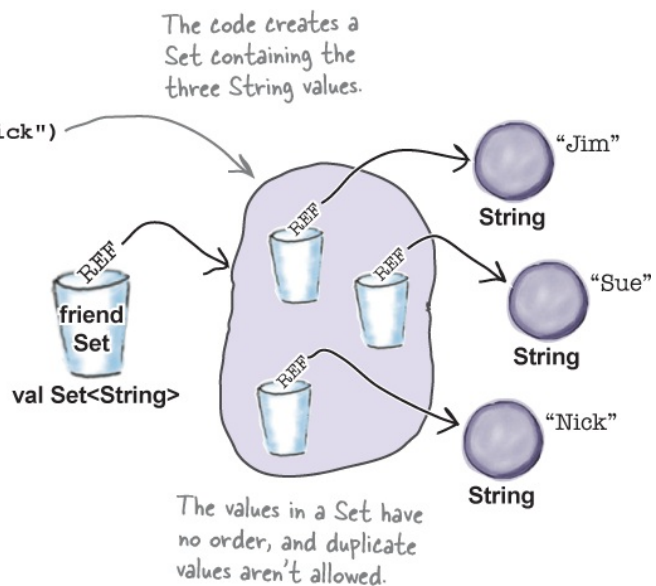 The code creates a
Set containing the
three String values.
ick")
REF
"Jim"
String
REF
friend
Set
val Set<String>
REF
"Sue"
String
REF
"Nick"
String
The values in a Set have
no order, and duplicate
values aren't allowed.